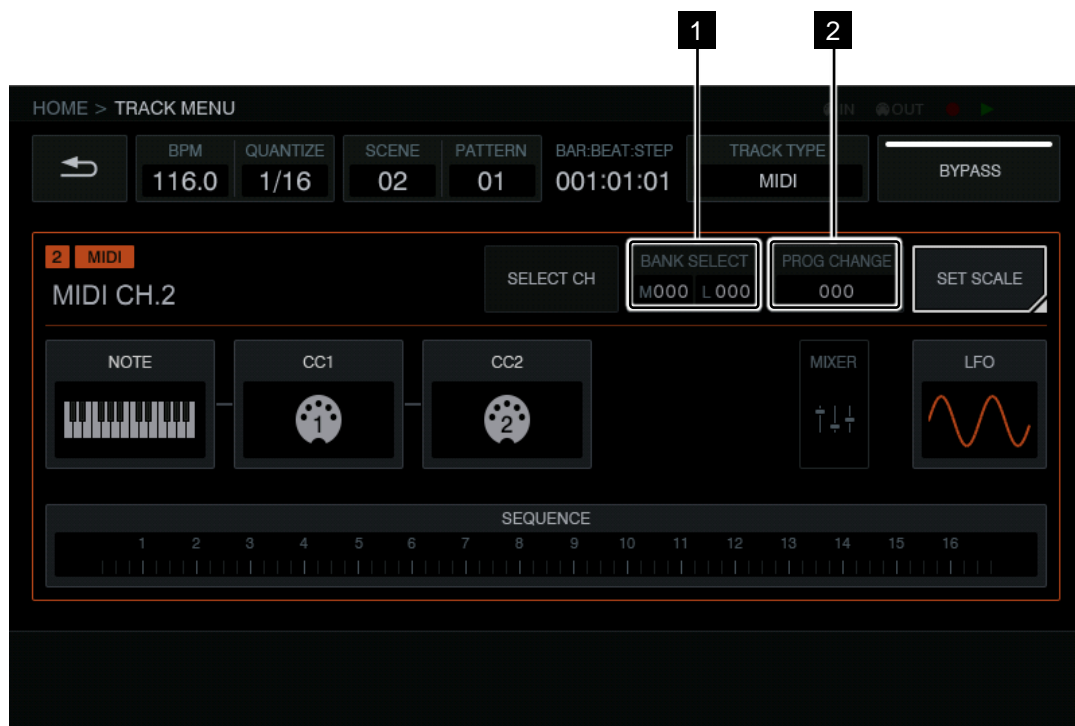 1 2
HOME > TRACK MENU
IN OUT
BPM QUANTIZE SCENE PATTERN BAR:BEAT:STEP TRACK TYPE
BYPASS
116.0 1/16 02 01 001:01:01 MIDI
2 MIDI
MIDI CH.2
SELECT CH
BANK SELECT
M000 L000
PROG CHANGE
000
SET SCALE
NOTE CC1 CC2 MIXER LFO
1 2
SEQUENCE
1 2 3 4 5 6 7 8 9 10 11 12 13 14 15 16